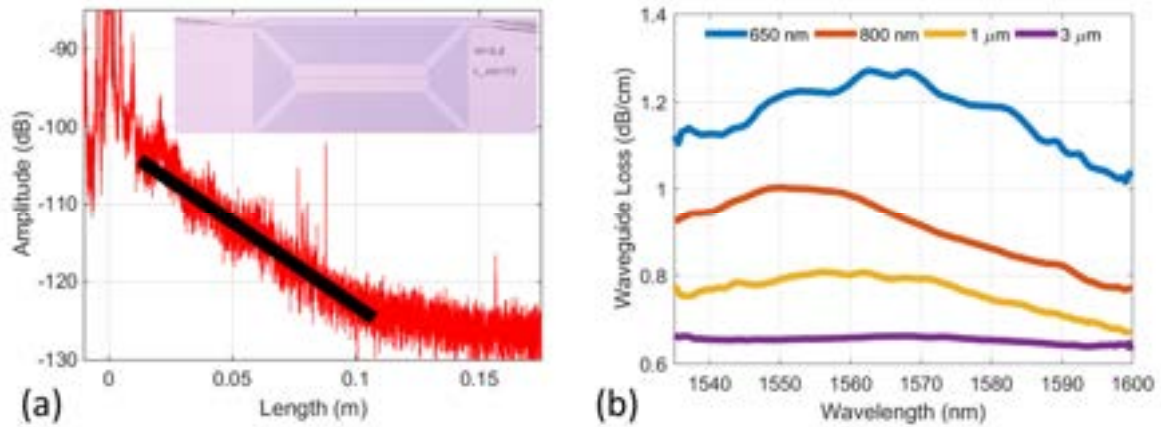 -90
-100
-110
-120
-130
Amplitude (dB)
0
0.05
0.1
0.15
Length (m)
(a)
1.4
1.2
1
0.8
0.6
Waveguide Loss (dB/cm)
650 nm
800 nm
1 μm
3 μm
1540
1550
1560
1570
1580
1590
1600
Wavelength (nm)
(b)